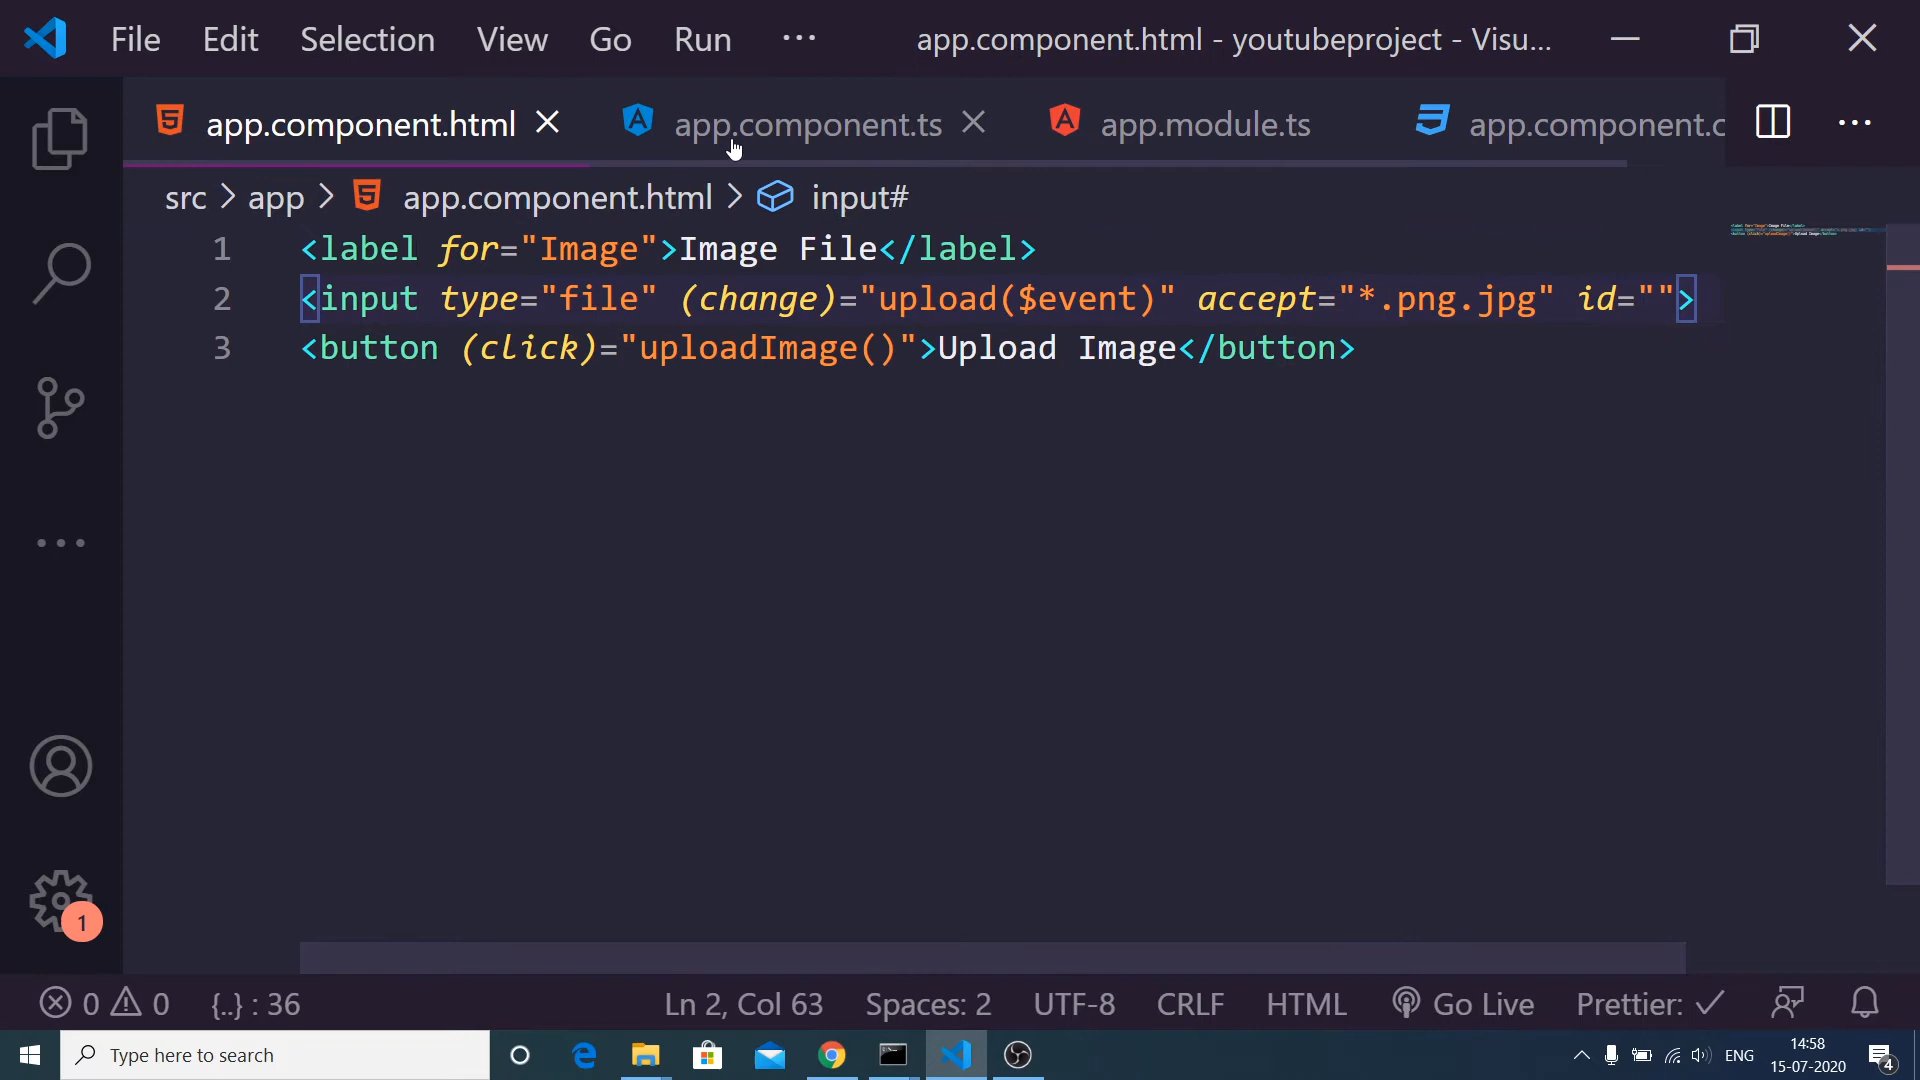 File Edit Selection View Go Run ··· app.component.html - youtubeproject - Visu...
app.component.html app.component.ts app.module.ts app.component.c
src > app > app.component.html > input#
1 <label for="Image">Image File</label>
2 <input type="file" (change)="upload($event)" accept="*.png.jpg" id="">
3 <button (click)="uploadImage()">Upload Image</button>
1
0 0 {..} : 36 Ln 2, Col 63 Spaces: 2 UTF-8 CRLF HTML Go Live Prettier: ✓
Type here to search ENG 14:58
15-07-2020 4